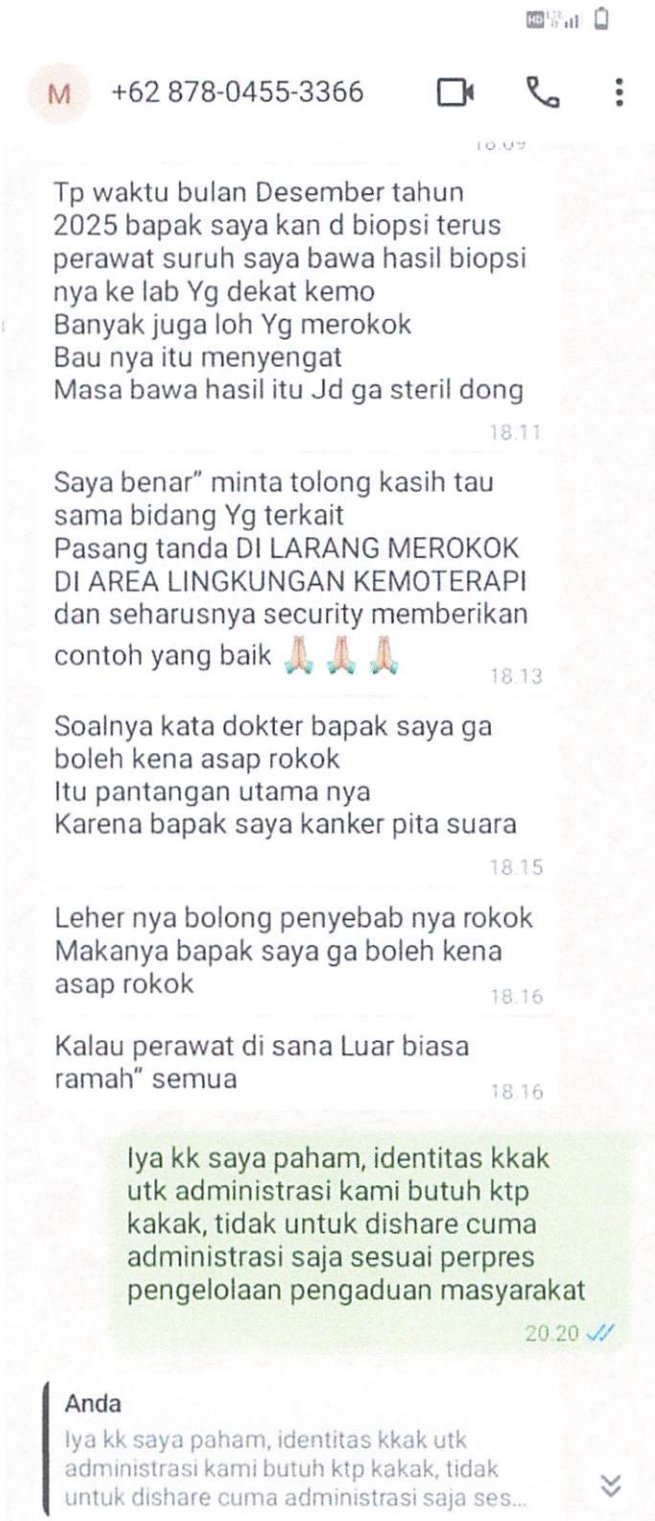 HD LTE
M +62 878-0455-3366
18.09
Tp waktu bulan Desember tahun
2025 bapak saya kan d biopsi terus
perawat suruh saya bawa hasil biopsi
nya ke lab Yg dekat kemo
Banyak juga loh Yg merokok
Bau nya itu menyengat
Masa bawa hasil itu Jd ga steril dong
18.11
Saya benar” minta tolong kasih tau
sama bidang Yg terkait
Pasang tanda DI LARANG MEROKOK
DI AREA LINGKUNGAN KEMOTERAPI
dan seharusnya security memberikan
contoh yang baik 🙏🏻 🙏🏻 🙏🏻
18.13
Soalnya kata dokter bapak saya ga
boleh kena asap rokok
Itu pantangan utama nya
Karena bapak saya kanker pita suara
18.15
Leher nya bolong penyebab nya rokok
Makanya bapak saya ga boleh kena
asap rokok
18.16
Kalau perawat di sana Luar biasa
ramah” semua
18.16
Iya kk saya paham, identitas kkak
utk administrasi kami butuh ktp
kakak, tidak untuk dishare cuma
administrasi saja sesuai perpres
pengelolaan pengaduan masyarakat
20.20
Anda
Iya kk saya paham, identitas kkak utk
administrasi kami butuh ktp kakak, tidak
untuk dishare cuma administrasi saja ses...